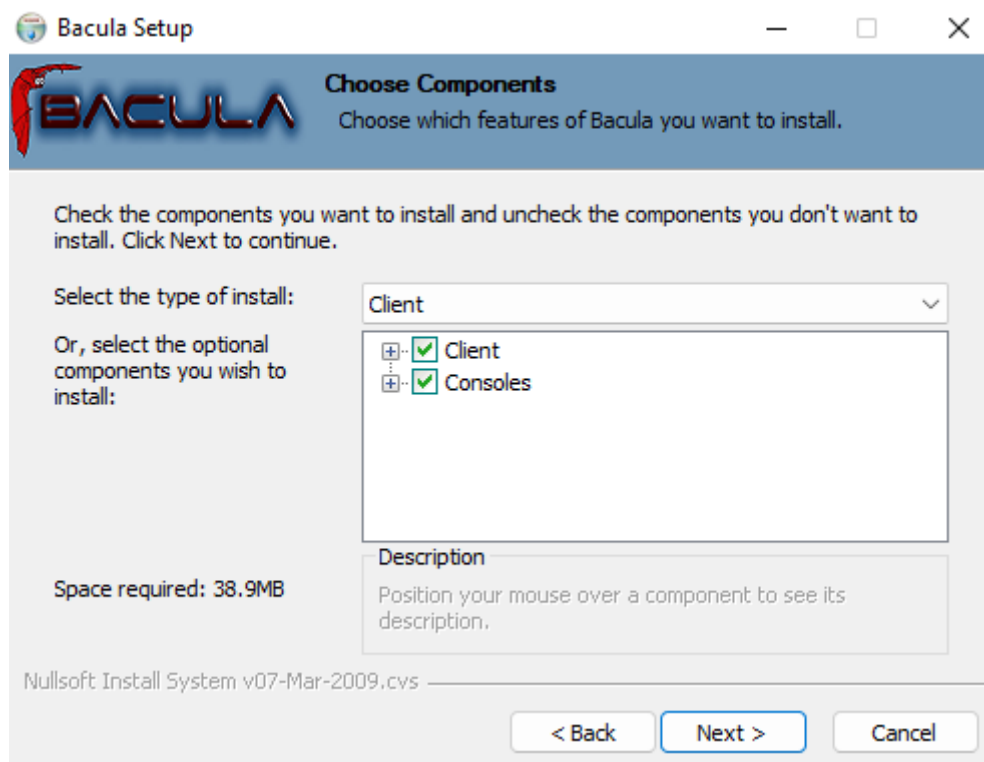 Bacula Setup
BACULA
Choose Components
Choose which features of Bacula you want to install.
Check the components you want to install and uncheck the components you don't want to
install. Click Next to continue.
Select the type of install:
Client
Or, select the optional
components you wish to
install:
Client
Consoles
Space required: 38.9MB
Description
Position your mouse over a component to see its
description.
Nullsoft Install System v07-Mar-2009.cvs
< Back
Next >
Cancel